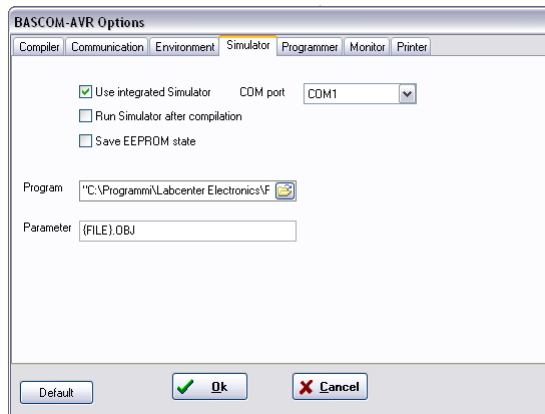 BASCOM-AVR Options
Compiler Communication Environment Simulator Programmer Monitor Printer
Use integrated Simulator COM port COM1
Run Simulator after compilation
Save EEPROM state
Program "C:\Programmi\Labcenter Electronics\F
Parameter {FILE}.OBJ
Default Ok Cancel